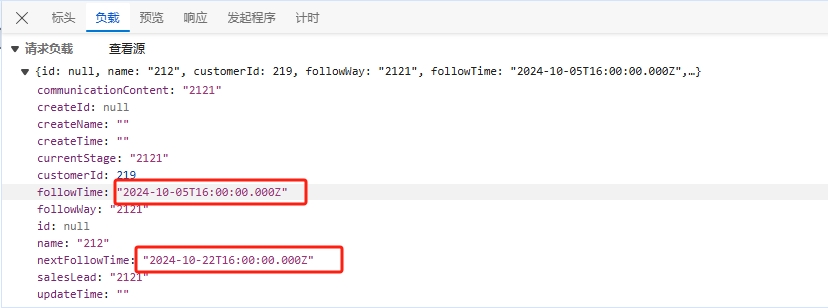 标头 负载 预览 响应 发起程序 计时
请求负载 查看源
{id: null, name: "212", customerId: 219, followWay: "2121", followTime: "2024-10-05T16:00:00.000Z",…}
communicationContent: "2121"
createId: null
createName: ""
createTime: ""
currentStage: "2121"
customerId: 219
followTime: "2024-10-05T16:00:00.000Z"
followWay: "2121"
id: null
name: "212"
nextFollowTime: "2024-10-22T16:00:00.000Z"
salesLead: "2121"
updateTime: ""